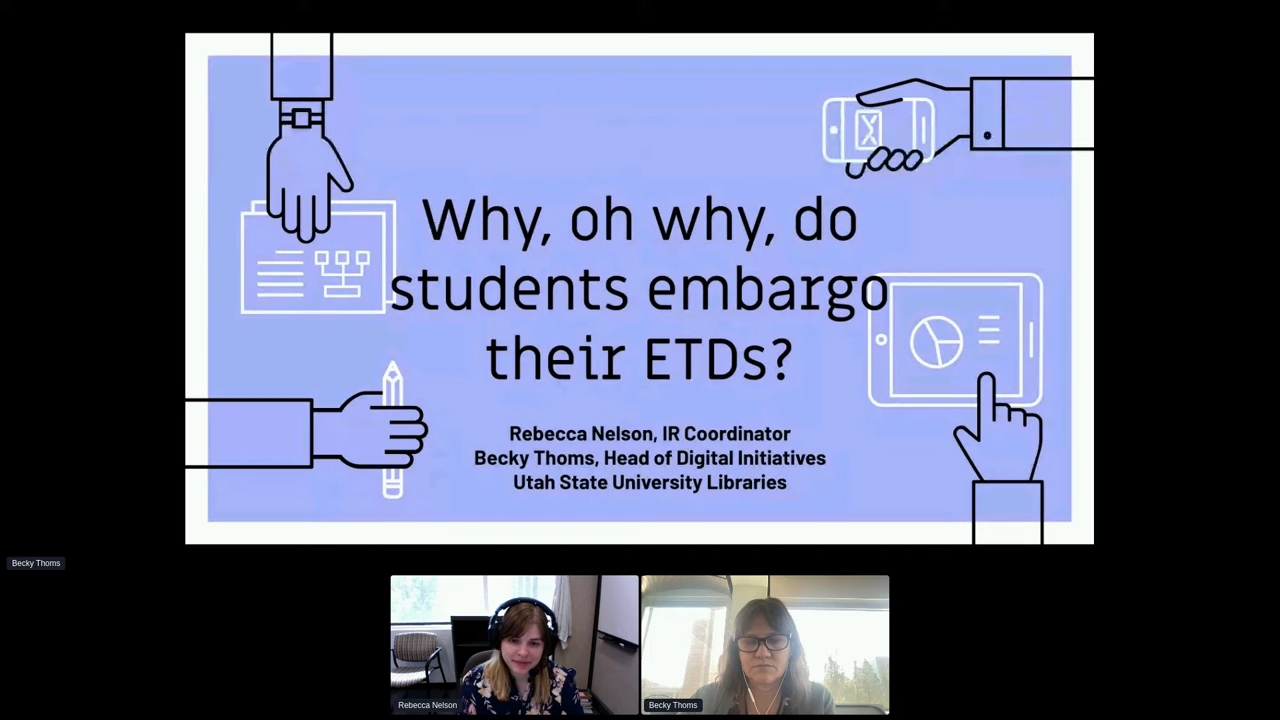 Why, oh why, do
students embargo
their ETDs?
Rebecca Nelson, IR Coordinator
Becky Thoms, Head of Digital Initiatives
Utah State University Libraries
Becky Thoms
Rebecca Nelson
Becky Thoms